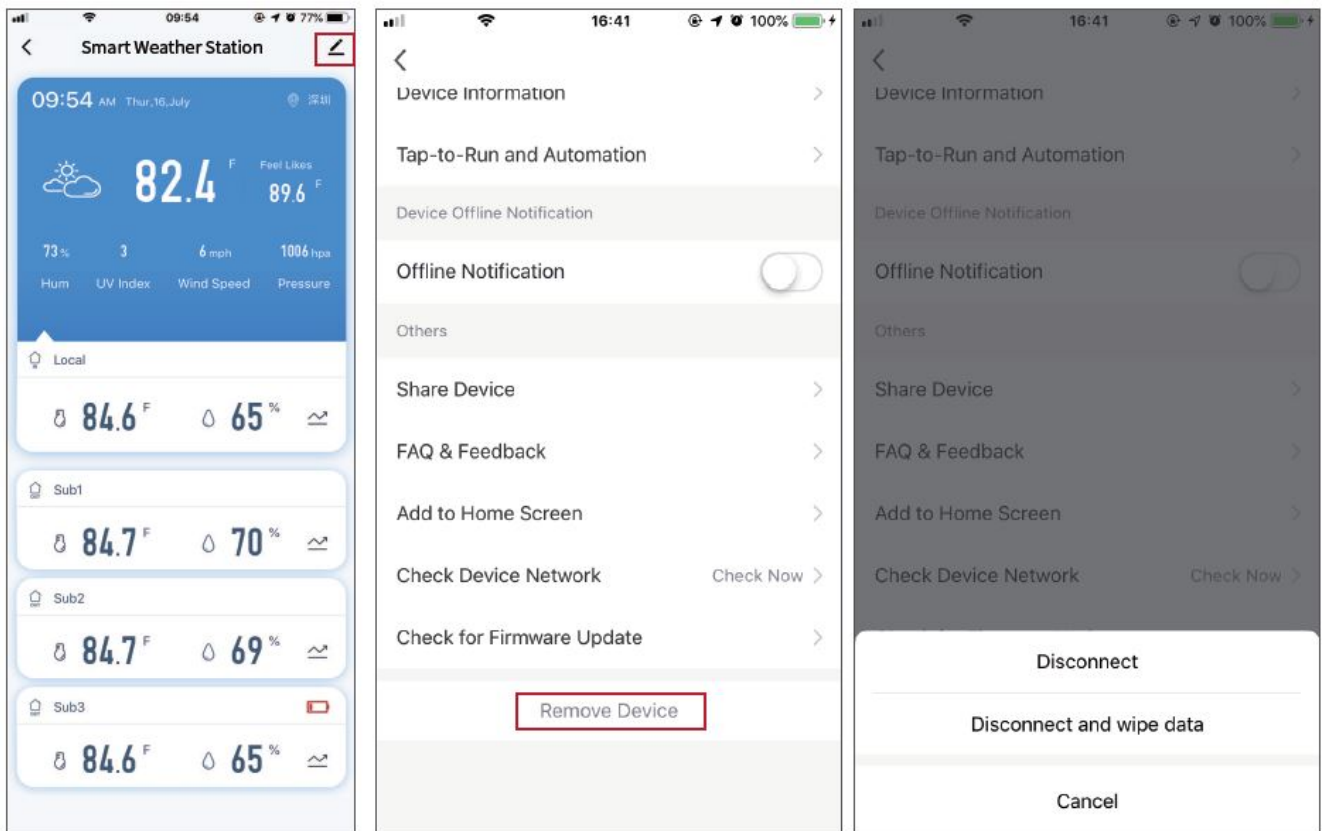 09:54
77%
Smart Weather Station
09:54 AM Thur,16,July 深圳
82.4 F
Feel Likes
89.6 F
73% 3 6 mph 1006 hpa
Hum UV Index Wind Speed Pressure
Local
84.6 F 65 %
Sub1
84.7 F 70 %
Sub2
84.7 F 69 %
Sub3
84.6 F 65 %
16:41 100%
Device Information
Tap-to-Run and Automation
Device Offline Notification
Offline Notification
Others
Share Device
FAQ & Feedback
Add to Home Screen
Check Device Network Check Now
Check for Firmware Update
Remove Device
16:41 100%
Device Information
Tap-to-Run and Automation
Device Offline Notification
Offline Notification
Others
Share Device
FAQ & Feedback
Add to Home Screen
Check Device Network Check Now
Disconnect
Disconnect and wipe data
Cancel